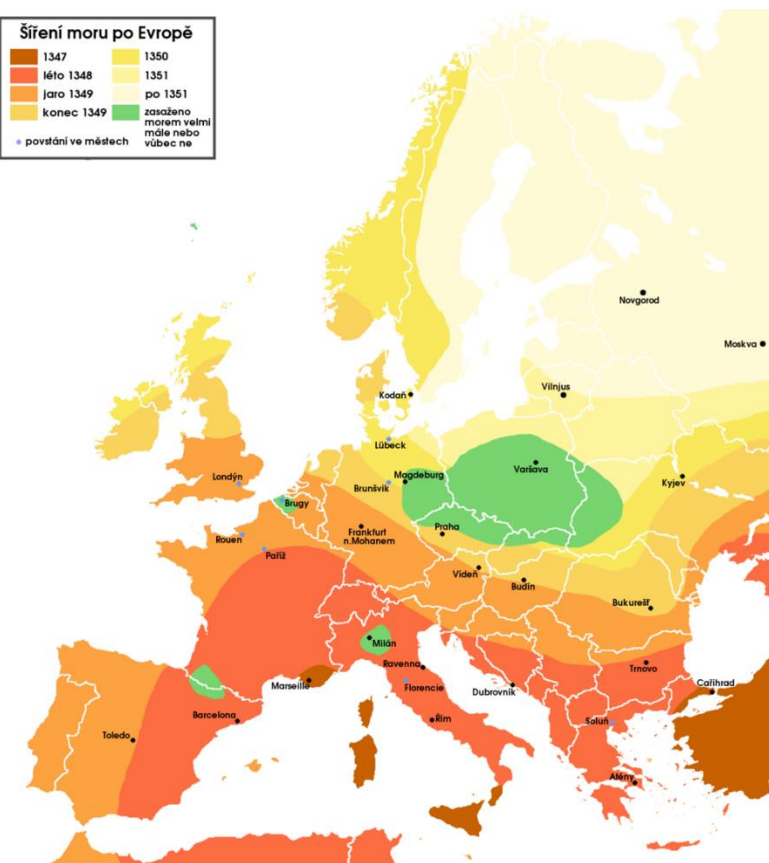 Šíření moru po Evropě
1347
léto 1348
jaro 1349
konec 1349
1350
1351
po 1351
zasaženo
morem velmi
mále nebo
vůbec ne
povstání ve městech
Novgorod
Moskva
Kodaň
Vilnjus
Lübeck
Varšava
Magdeburg
Londýn
Brunšvik
Kyjev
Brugy
Praha
Rouen
Frankfurt
n.Mohanem
Paříž
Vídeň
Budín
Bukurešť
Milán
Ravenna
Trnovo
Marseille
Florencie
Dubrovník
Cařihrad
Barcelona
Řím
Soluň
Toledo
Atény